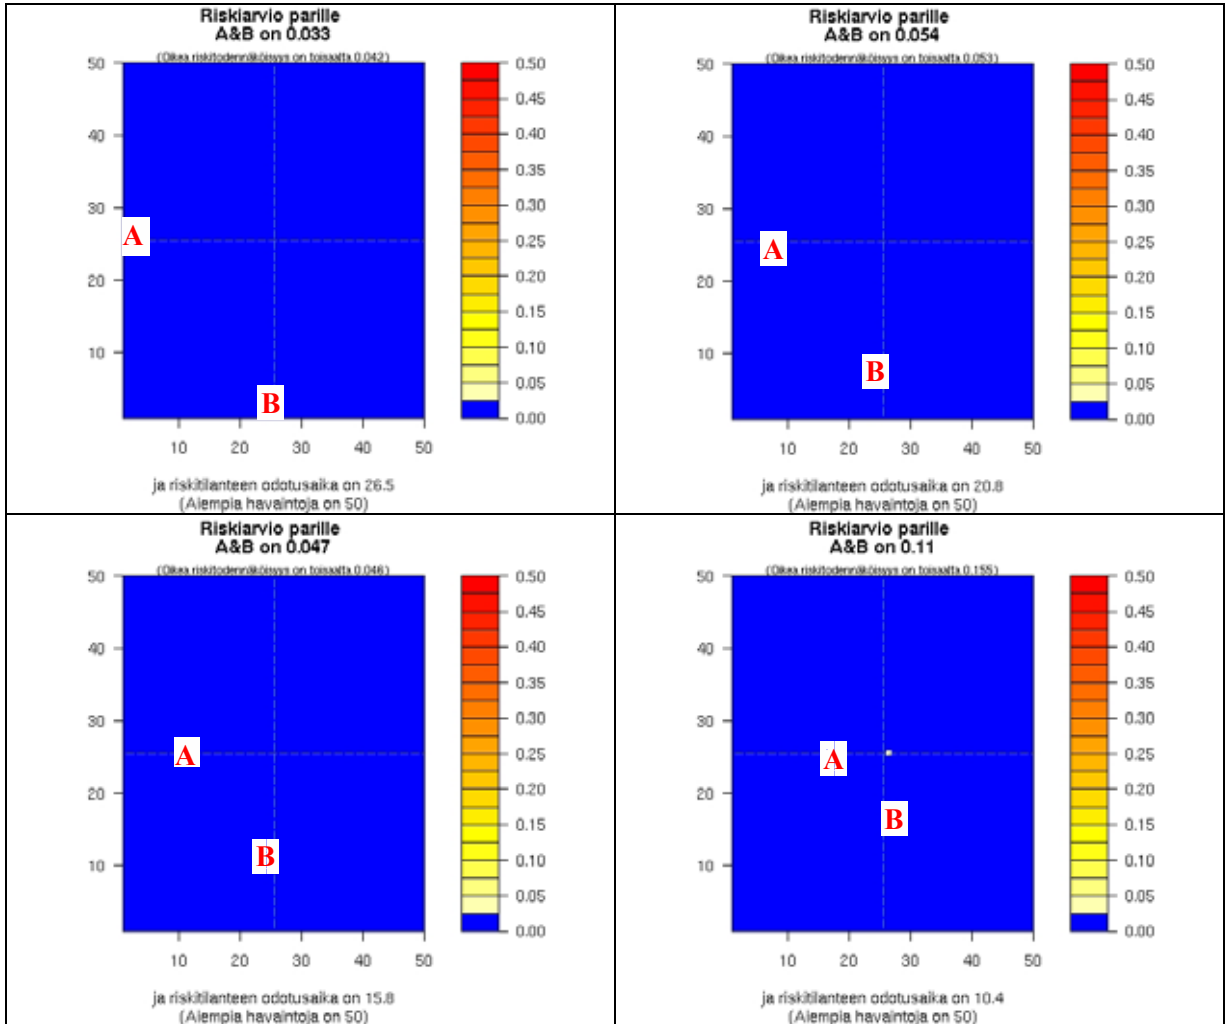 Riskiarvio parille
A&B on 0.033
(Oikea riskitodennäköisyys on toisaalta 0.042)
50
40
30
20
10
A
B
10 20 30 40 50
0.50
0.45
0.40
0.35
0.30
0.25
0.20
0.15
0.10
0.05
0.00
ja riskitilanteen odotusaika on 26.5
(Aiempia havaintoja on 50)
Riskiarvio parille
A&B on 0.054
(Oikea riskitodennäköisyys on toisaalta 0.053)
50
40
30
20
10
A
B
10 20 30 40 50
0.50
0.45
0.40
0.35
0.30
0.25
0.20
0.15
0.10
0.05
0.00
ja riskitilanteen odotusaika on 20.8
(Aiempia havaintoja on 50)
Riskiarvio parille
A&B on 0.047
(Oikea riskitodennäköisyys on toisaalta 0.046)
50
40
30
20
10
A
B
10 20 30 40 50
0.50
0.45
0.40
0.35
0.30
0.25
0.20
0.15
0.10
0.05
0.00
ja riskitilanteen odotusaika on 15.8
(Aiempia havaintoja on 50)
Riskiarvio parille
A&B on 0.11
(Oikea riskitodennäköisyys on toisaalta 0.155)
50
40
30
20
10
A
B
10 20 30 40 50
0.50
0.45
0.40
0.35
0.30
0.25
0.20
0.15
0.10
0.05
0.00
ja riskitilanteen odotusaika on 10.4
(Aiempia havaintoja on 50)